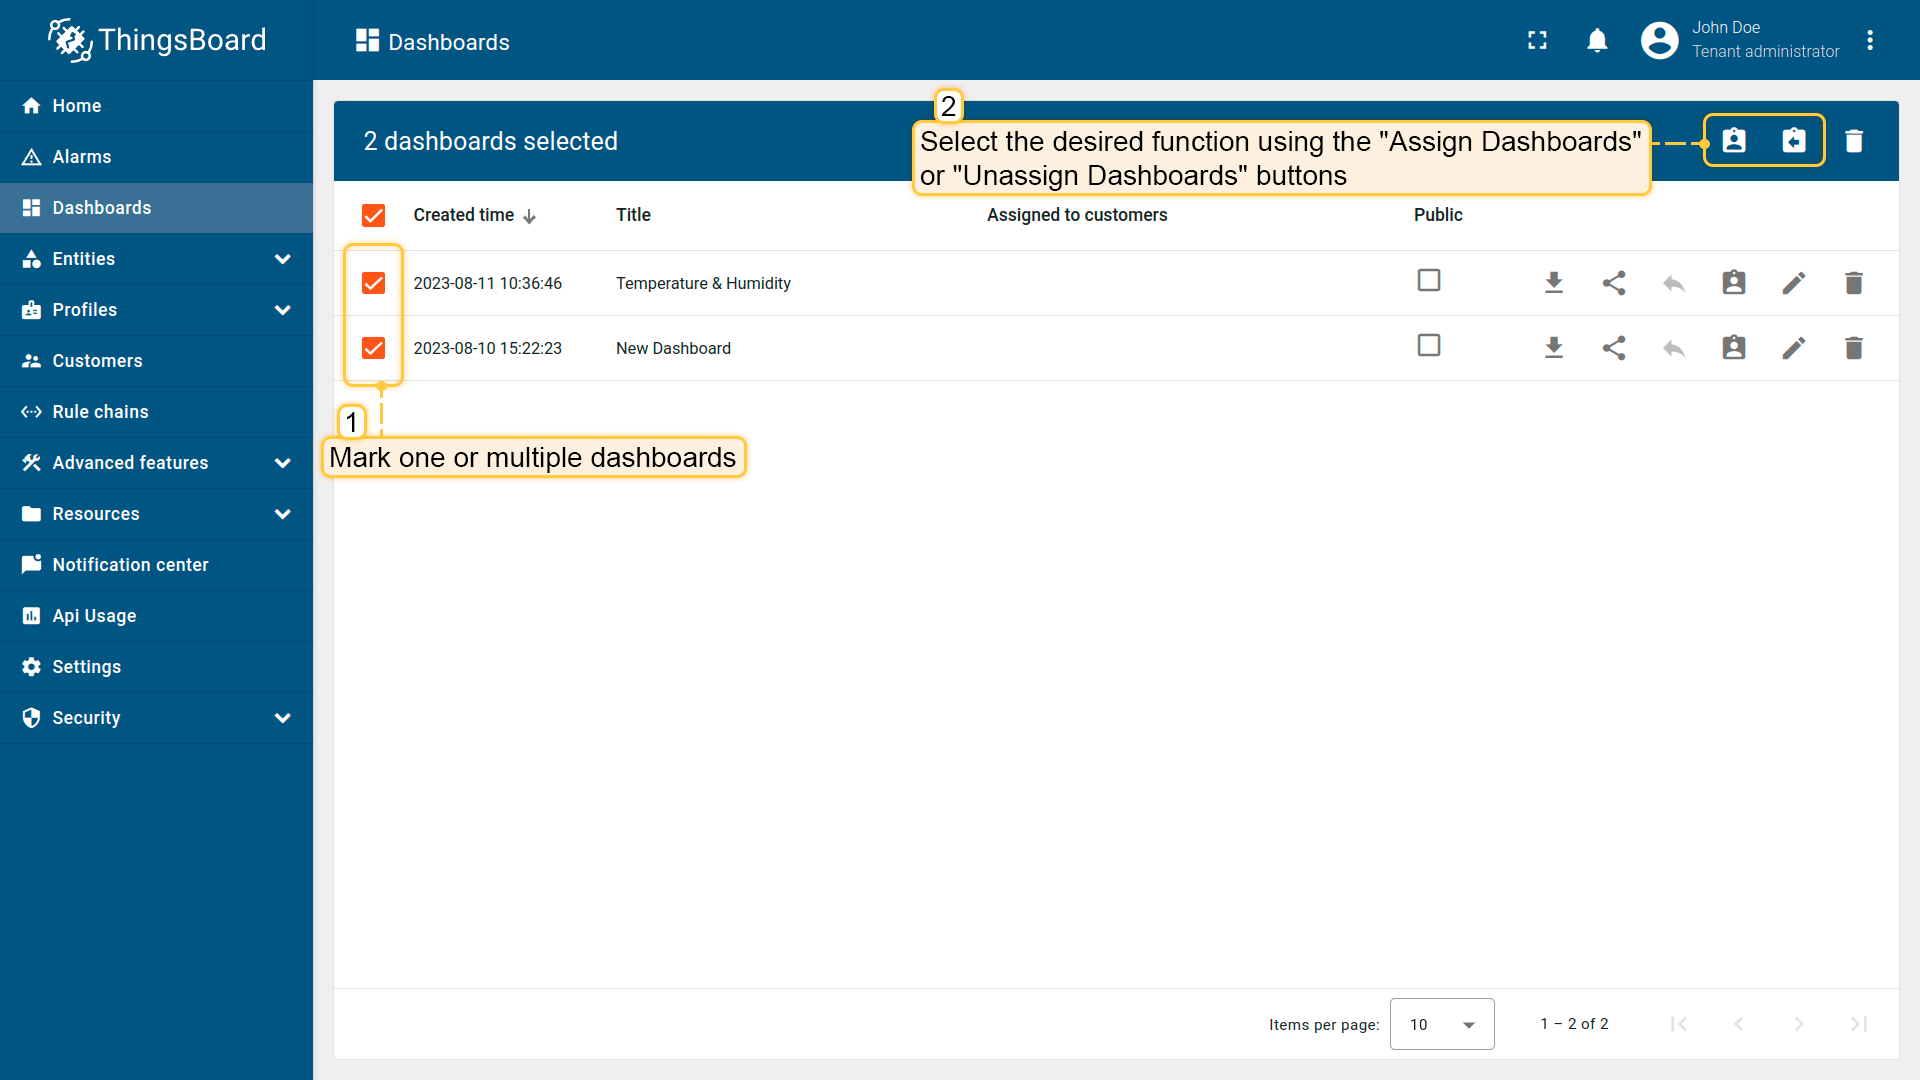 ThingsBoard
Dashboards
John Doe
Tenant administrator
Home
Alarms
Dashboards
Entities
Profiles
Customers
Rule chains
Advanced features
Resources
Notification center
Api Usage
Settings
Security
2 dashboards selected
2
Select the desired function using the "Assign Dashboards"
or "Unassign Dashboards" buttons
Created time Title Assigned to customers Public
2023-08-11 10:36:46 Temperature & Humidity
2023-08-10 15:22:23 New Dashboard
1
Mark one or multiple dashboards
Items per page: 10 1 – 2 of 2